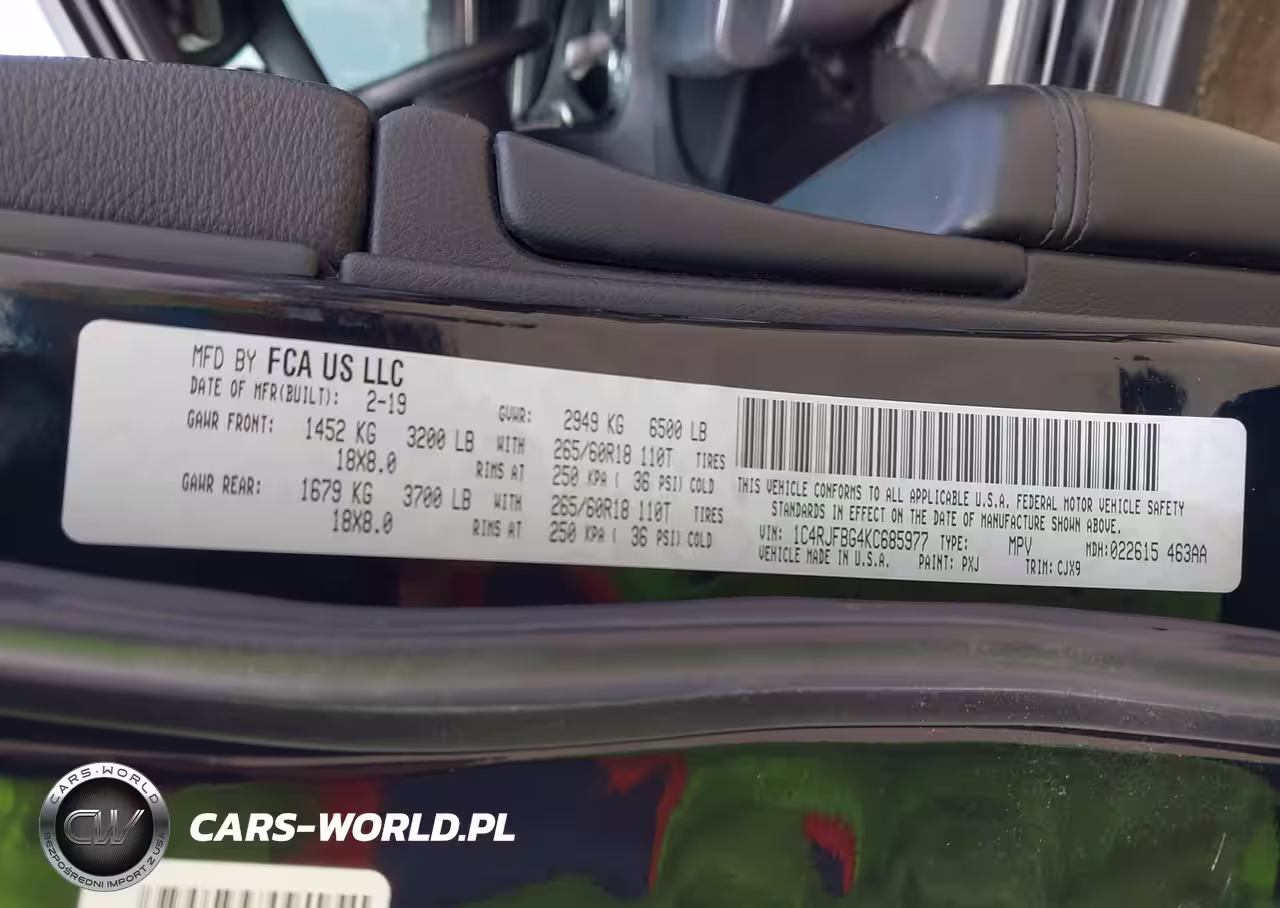 MFD BY FCA US LLC
DATE OF MFR(BUILT): 2-19 GVWR: 2949 KG 6500 LB
GAWR FRONT: 1452 KG 3200 LB WITH 265/60R18 110T TIRES
18X8.0 RIMS AT 250 KPA ( 36 PSI) COLD
GAWR REAR: 1679 KG 3700 LB WITH 265/60R18 110T TIRES
18X8.0 RIMS AT 250 KPA ( 36 PSI) COLD
THIS VEHICLE CONFORMS TO ALL APPLICABLE U.S.A. FEDERAL MOTOR VEHICLE SAFETY
STANDARDS IN EFFECT ON THE DATE OF MANUFACTURE SHOWN ABOVE.
VIN: 1C4RJFBG4KC685977 TYPE: MPV MDH:022615 463AA
VEHICLE MADE IN U.S.A. PAINT: PXJ TRIM: CJX9
CARS-WORLD
CW
BEZPOŚREDNI IMPORT Z USA
CARS-WORLD.PL